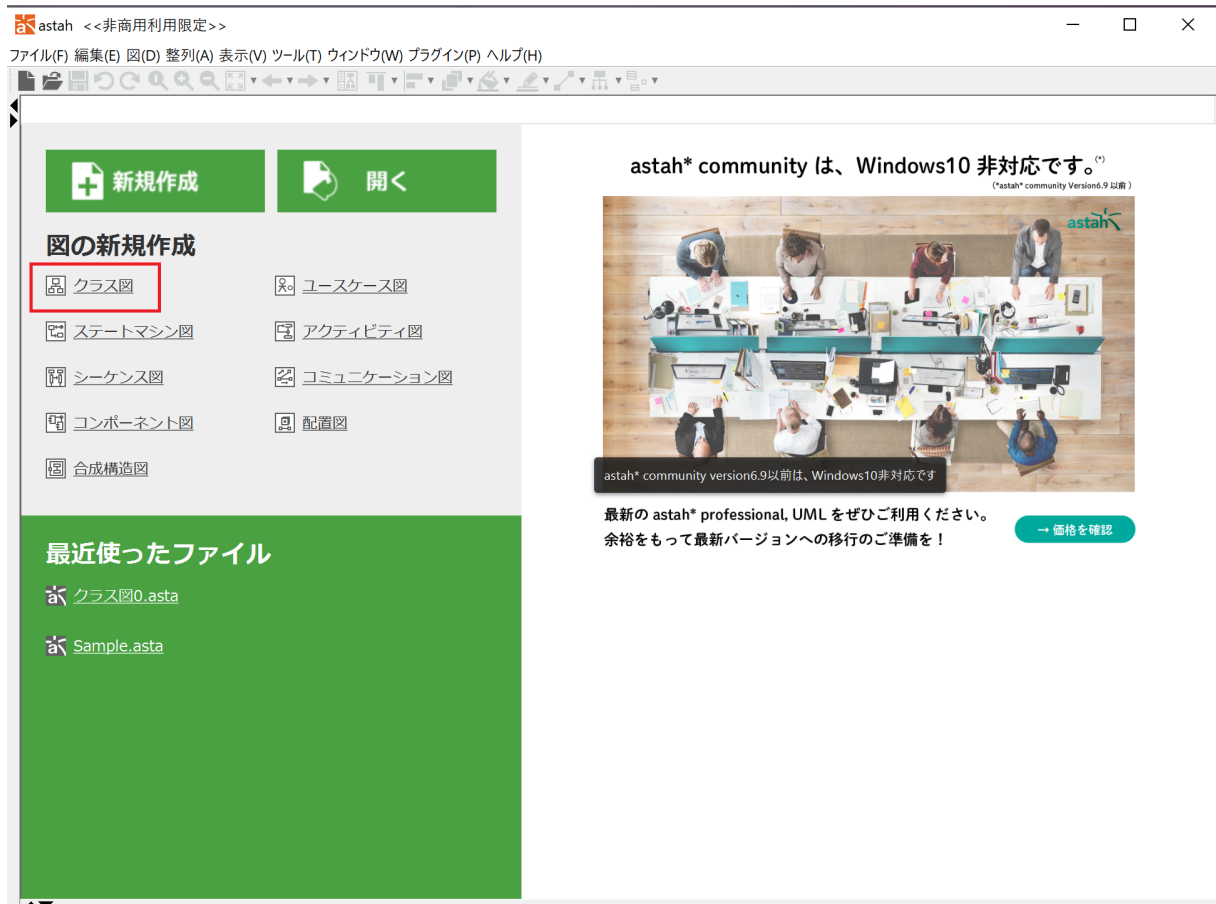 astah <<非商用利用限定>>
ファイル(F) 編集(E) 図(D) 整列(A) 表示(V) ツール(T) ウィンドウ(W) プラグイン(P) ヘルプ(H)
新規作成
開く
図の新規作成
クラス図
ユースケース図
ステートマシン図
アクティビティ図
シーケンス図
コミュニケーション図
コンポーネント図
配置図
合成構造図
最近使ったファイル
クラス図0.asta
Sample.asta
astah* community は、Windows10 非対応です。(*)
(*astah* community Version6.9 以前 )
astah
astah* community version6.9以前は、Windows10非対応です
最新の astah* professional, UML をぜひご利用ください。
余裕をもって最新バージョンへの移行のご準備を！
→ 価格を確認